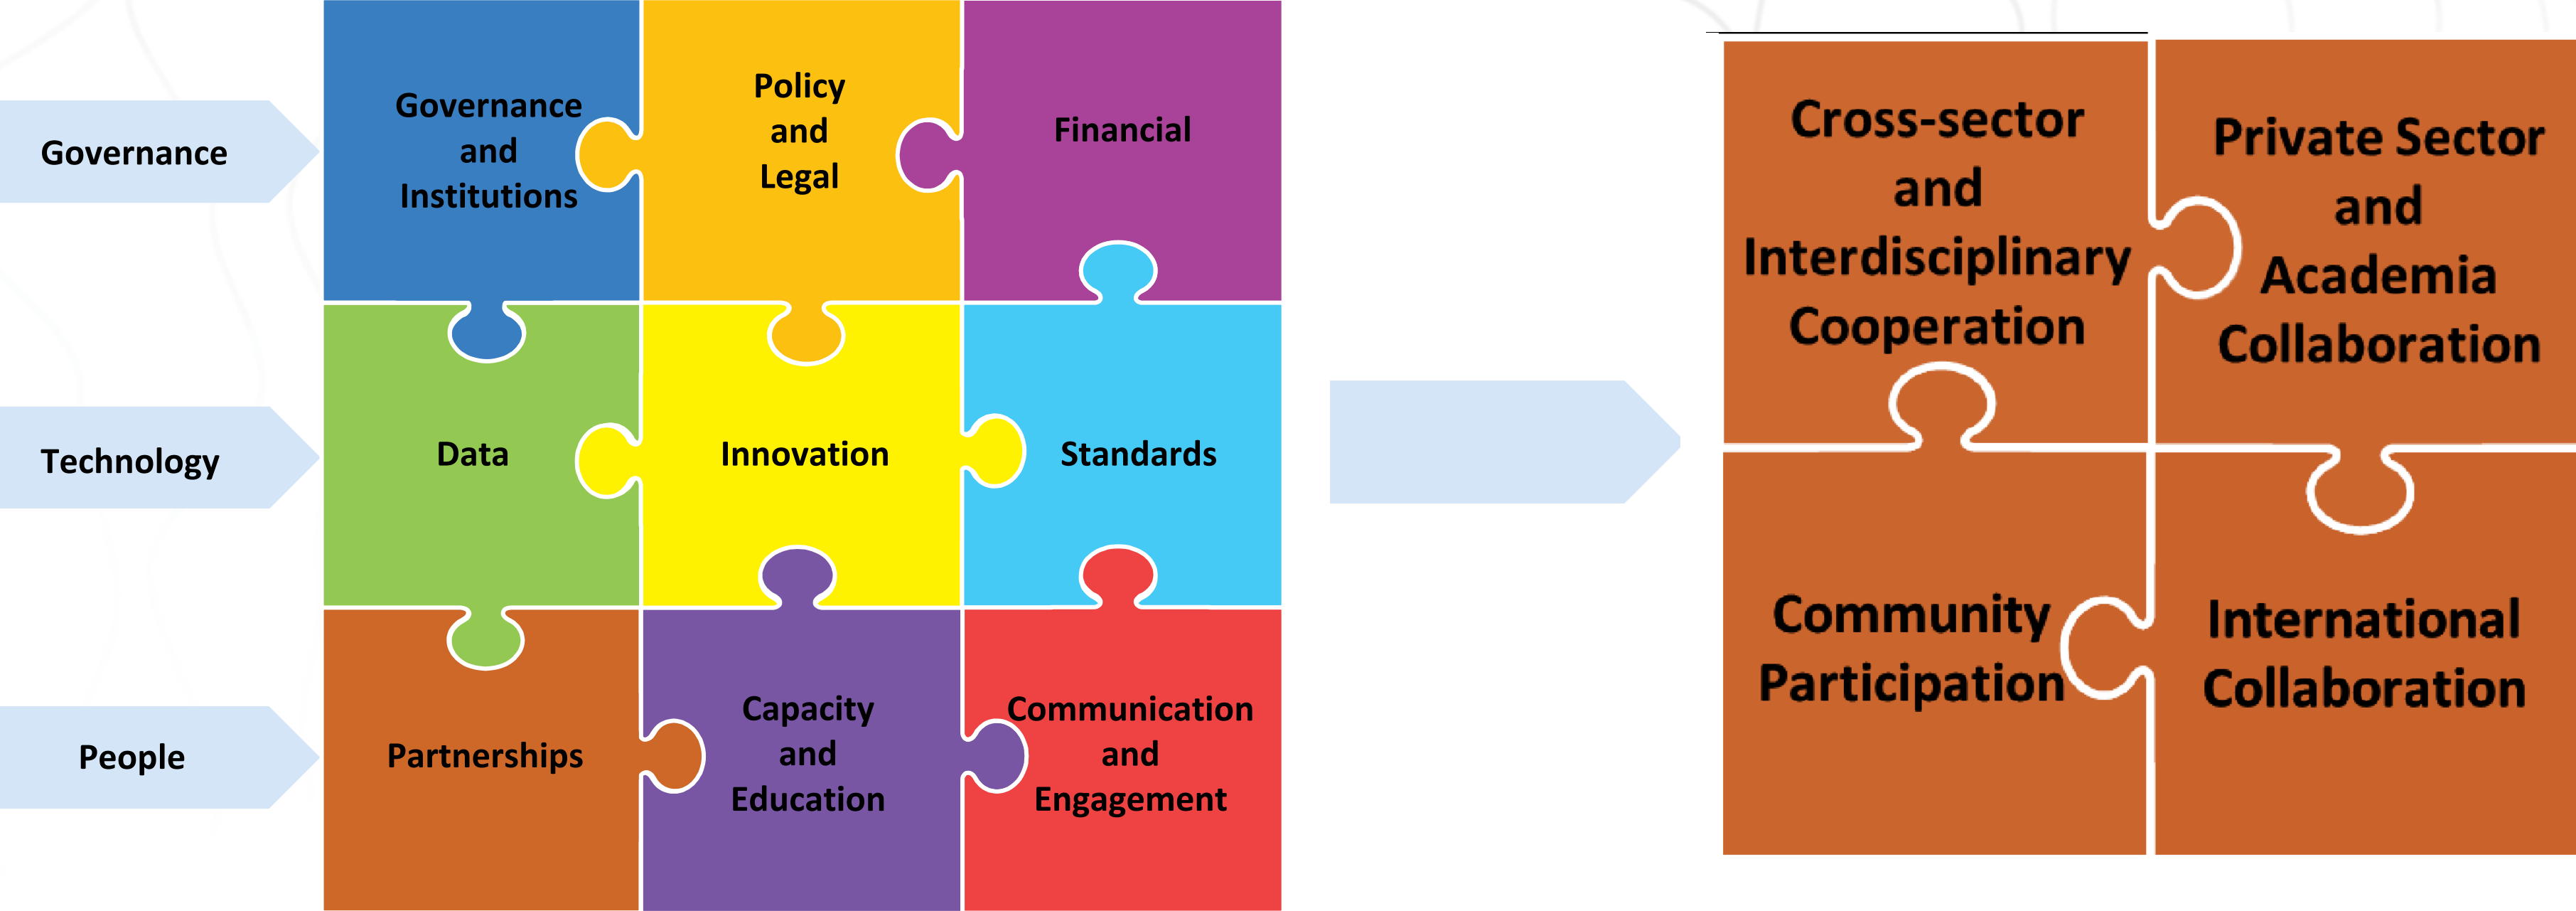 Governance
Governance
and
Institutions
Policy
and
Legal
Financial
Technology
Data
Innovation
Standards
People
Partnerships
Capacity
and
Education
Communication
and
Engagement
Cross-sector
and
Interdisciplinary
Cooperation
Private Sector
and
Academia
Collaboration
Community
Participation
International
Collaboration